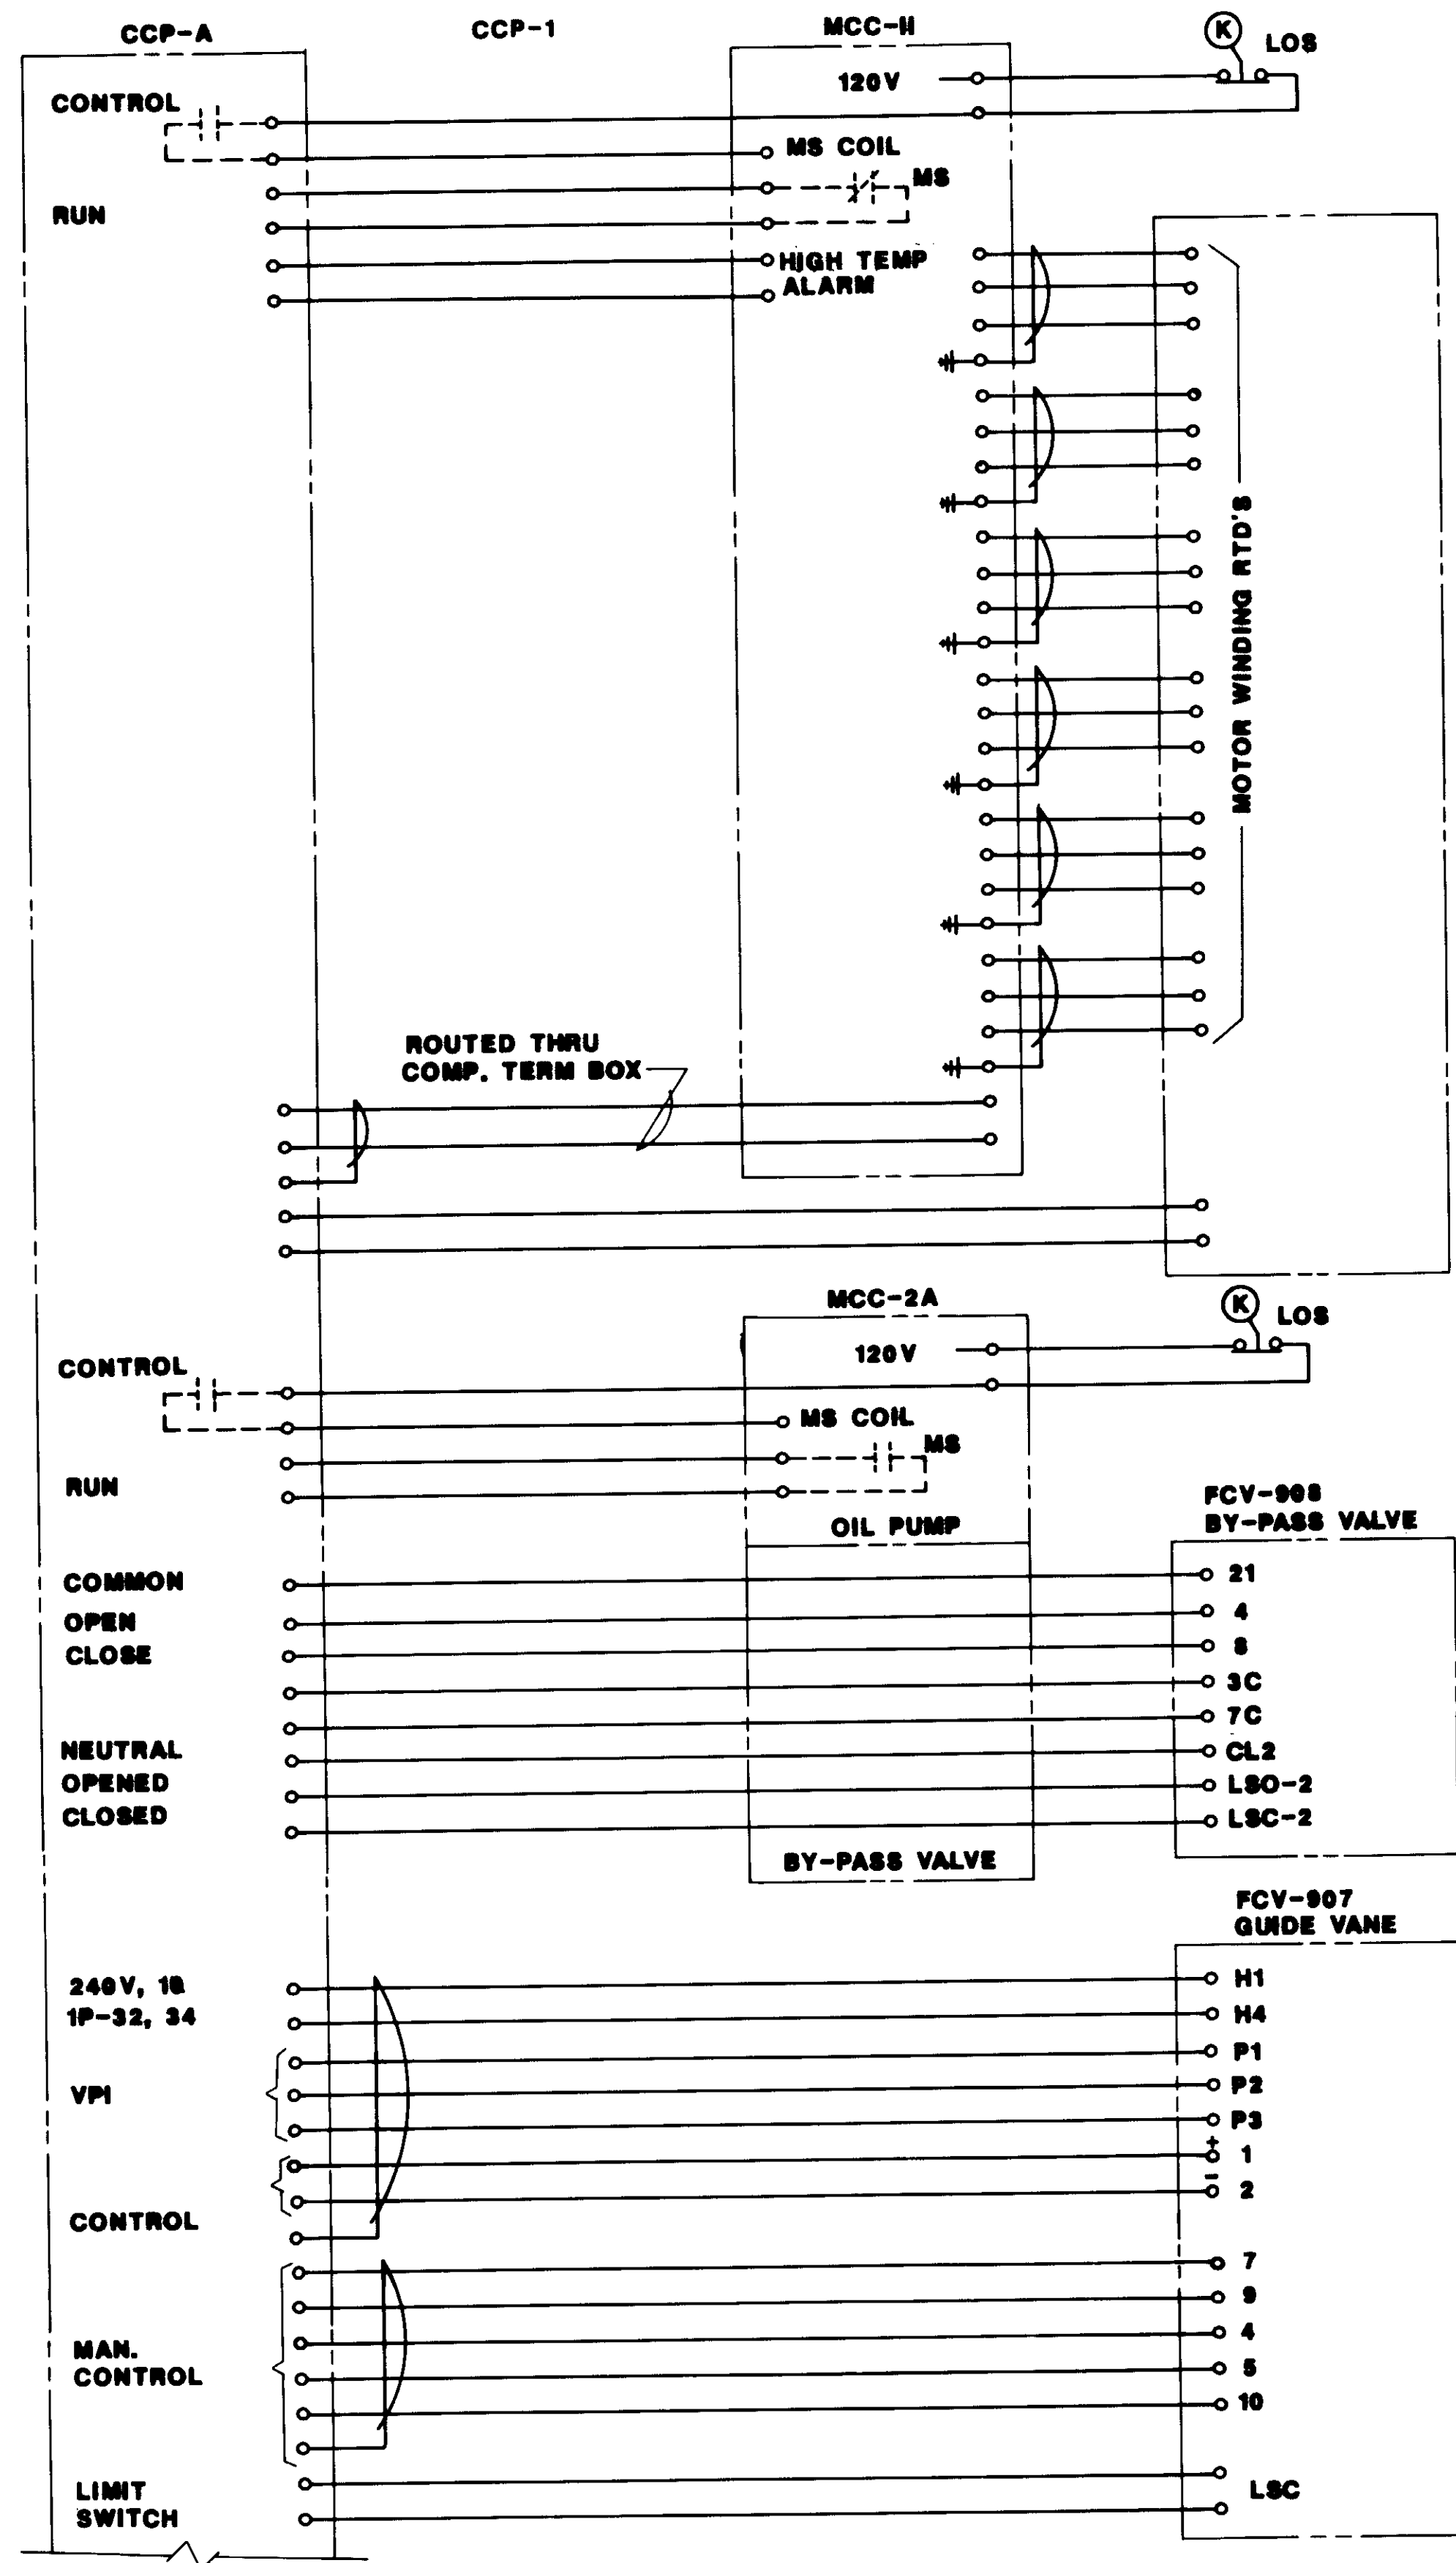 CCP-A
CCP-1
MCC-H
K
LOS
CONTROL
120V
MS COIL
MS
RUN
HIGH TEMP
ALARM
MOTOR WINDING RTD'S
ROUTED THRU
COMP. TERM BOX
MCC-2A
K
LOS
CONTROL
120V
MS COIL
MS
RUN
OIL PUMP
FCV-908
BY-PASS VALVE
COMMON
21
OPEN
4
CLOSE
8
3C
7C
NEUTRAL
CL2
OPENED
LSO-2
CLOSED
LSC-2
BY-PASS VALVE
FCV-907
GUIDE VANE
240V, 1Ø
H1
1P-32, 34
H4
P1
VPI
P2
P3
+
1
-
2
CONTROL
7
9
MAN.
4
CONTROL
5
10
LIMIT
SWITCH
LSC